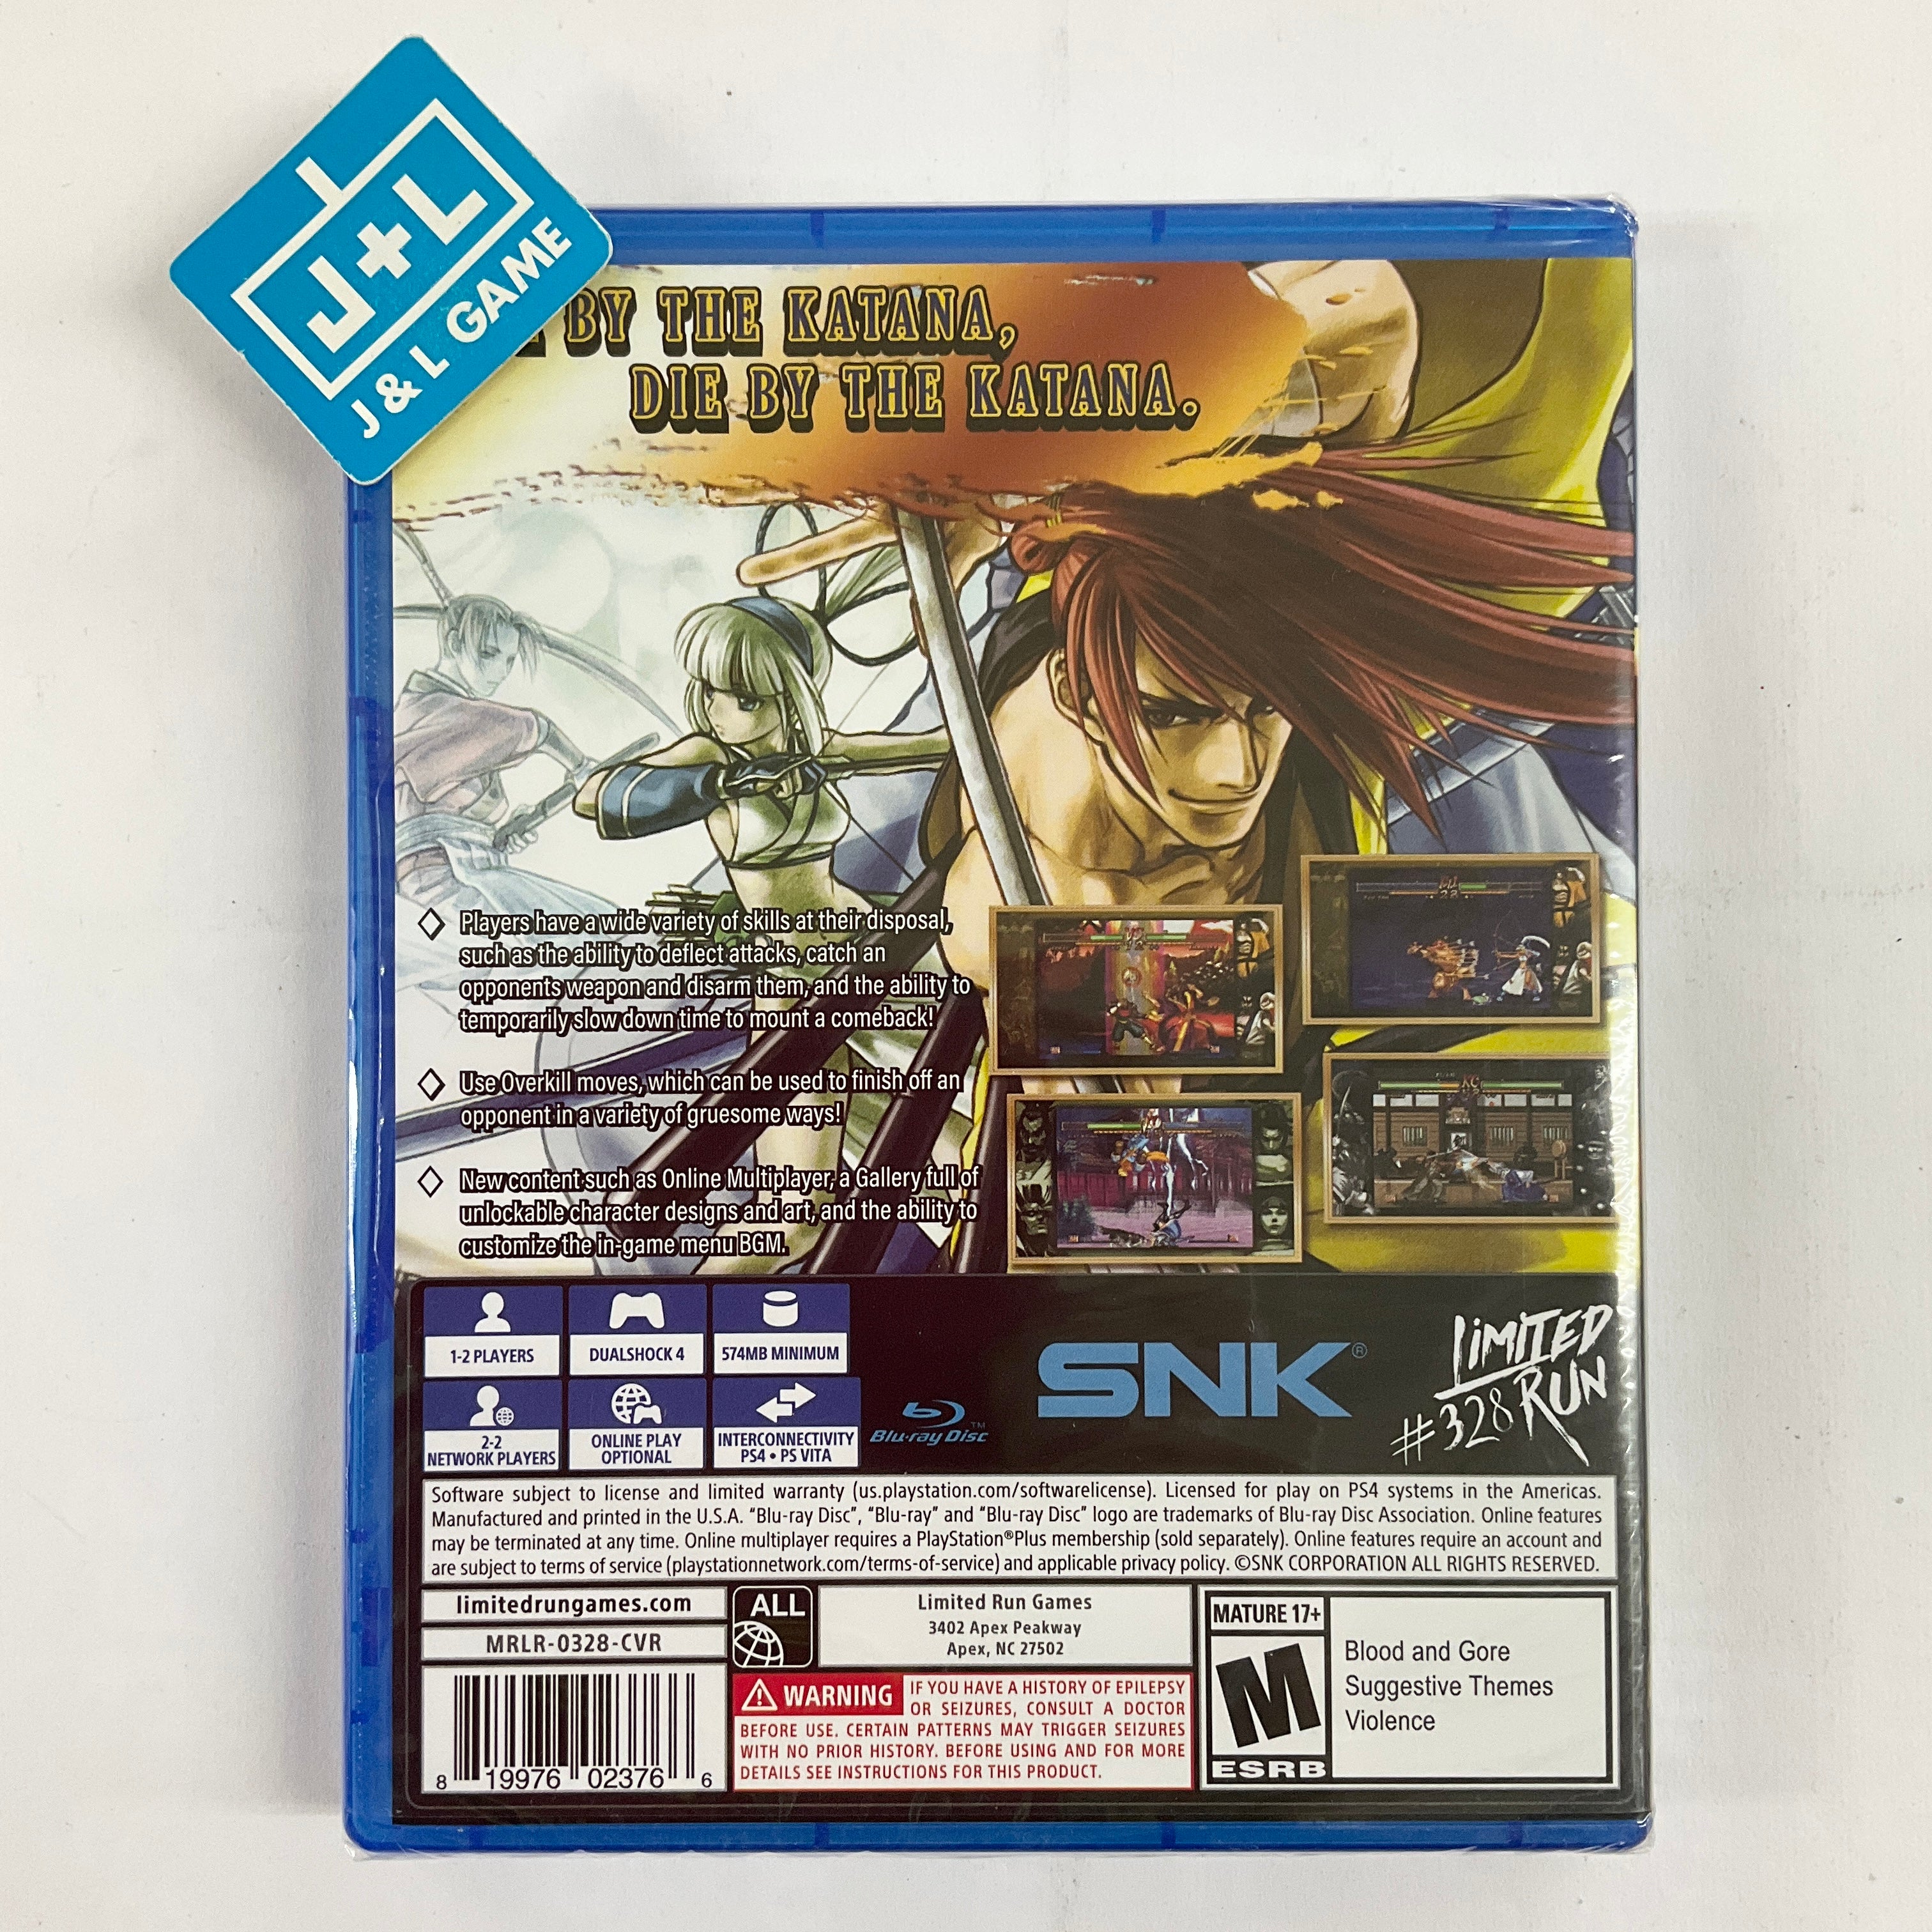 J+L
J & L GAME
BY THE KATANA,
DIE BY THE KATANA.
Players have a wide variety of skills at their disposal,
such as the ability to deflect attacks, catch an
opponents weapon and disarm them, and the ability to
temporarily slow down time to mount a comeback!
Use Overkill moves, which can be used to finish off an
opponent in a variety of gruesome ways!
New content such as Online Multiplayer, a Gallery full of
unlockable character designs and art, and the ability to
customize the in-game menu BGM.
1-2 PLAYERS
DUALSHOCK 4
574MB MINIMUM
2-2
NETWORK PLAYERS
ONLINE PLAY
OPTIONAL
INTERCONNECTIVITY
PS4 • PS VITA
Blu-ray Disc™
SNK®
LIMITED
RUN
#328
Software subject to license and limited warranty (us.playstation.com/softwarelicense). Licensed for play on PS4 systems in the Americas.
Manufactured and printed in the U.S.A. “Blu-ray Disc”, “Blu-ray” and “Blu-ray Disc” logo are trademarks of Blu-ray Disc Association. Online features
may be terminated at any time. Online multiplayer requires a PlayStation®Plus membership (sold separately). Online features require an account and
are subject to terms of service (playstationnetwork.com/terms-of-service) and applicable privacy policy. ©SNK CORPORATION ALL RIGHTS RESERVED.
limitedrungames.com
MRLR-0328-CVR
8 19976 02376 6
ALL
Limited Run Games
3402 Apex Peakway
Apex, NC 27502
WARNING IF YOU HAVE A HISTORY OF EPILEPSY
OR SEIZURES, CONSULT A DOCTOR
BEFORE USE. CERTAIN PATTERNS MAY TRIGGER SEIZURES
WITH NO PRIOR HISTORY. BEFORE USING AND FOR MORE
DETAILS SEE INSTRUCTIONS FOR THIS PRODUCT.
MATURE 17+
M
ESRB
Blood and Gore
Suggestive Themes
Violence